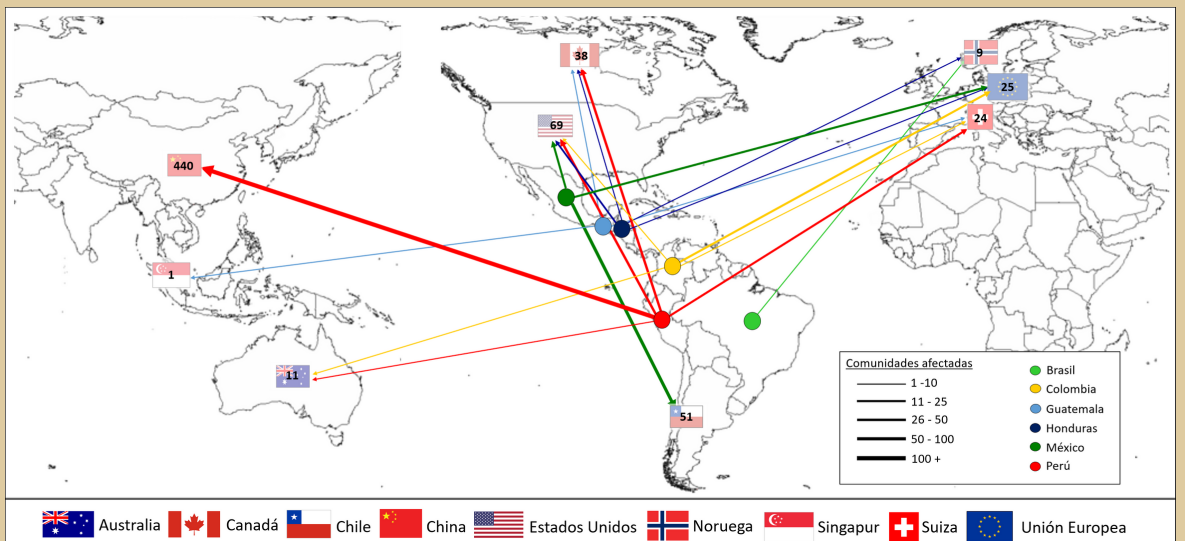 38
9
25
69
24
440
1
11
51
Comunidades afectadas
1 -10
11 - 25
26 - 50
50 - 100
100 +
Brasil
Colombia
Guatemala
Honduras
México
Perú
Australia Canadá Chile China Estados Unidos Noruega Singapur Suiza Unión Europea